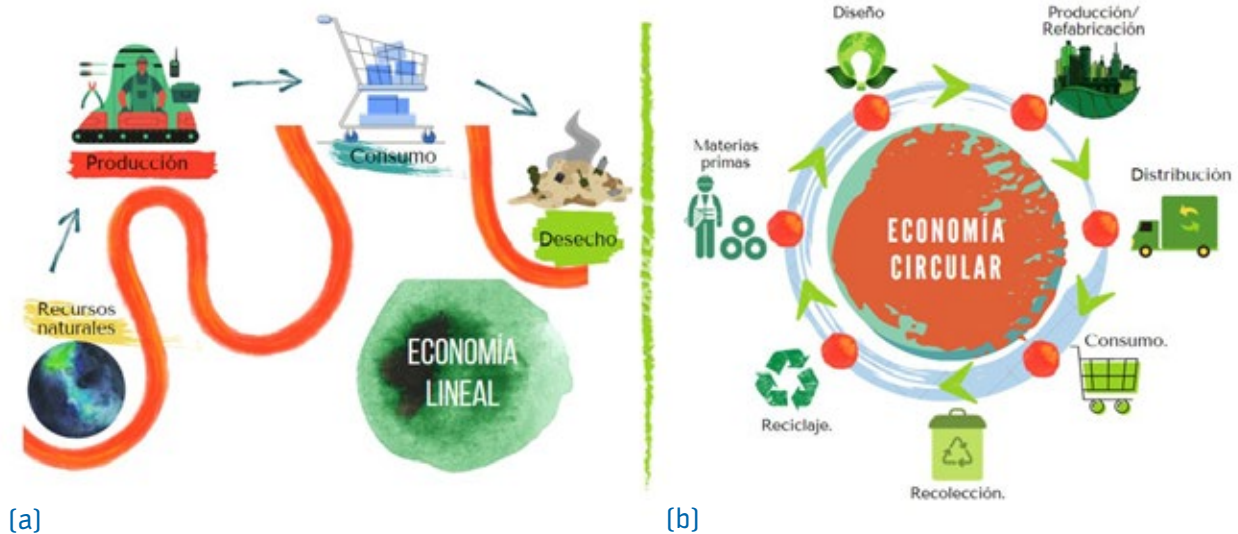 Producción
Consumo
Desecho
Recursos
naturales
ECONOMÍA
LINEAL
(a)
Diseño
Producción/
Refabricación
Materias
primas
Distribución
ECONOMÍA
CIRCULAR
Consumo.
Reciclaje.
Recolección.
(b)